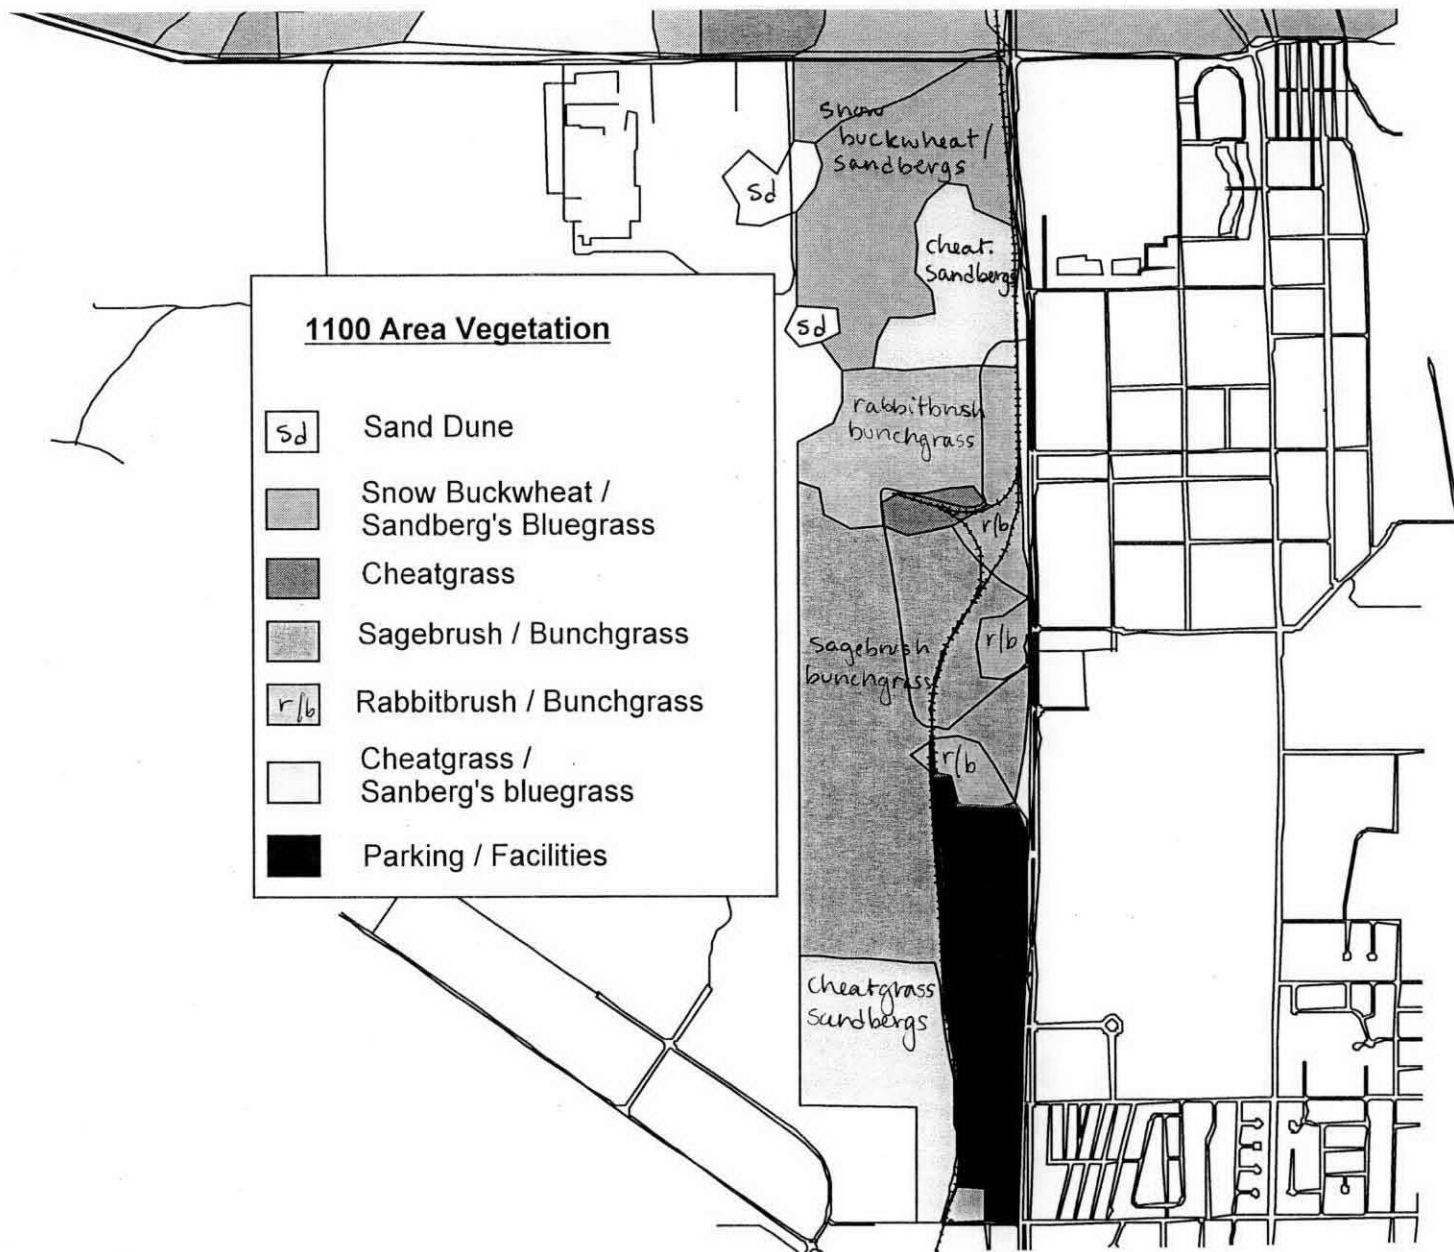 snow
buckwheat /
Sandbergs
Sd
cheat.
Sandbergs
Sd
1100 Area Vegetation
Sd Sand Dune
Snow Buckwheat /
Sandberg's Bluegrass
Cheatgrass
Sagebrush / Bunchgrass
r/b Rabbitbrush / Bunchgrass
Cheatgrass /
Sanberg's bluegrass
Parking / Facilities
rabbitbrush
bunchgrass
r/b
r/b
Sagebrush
bunchgrass
r/b
Cheatgrass
Sandbergs